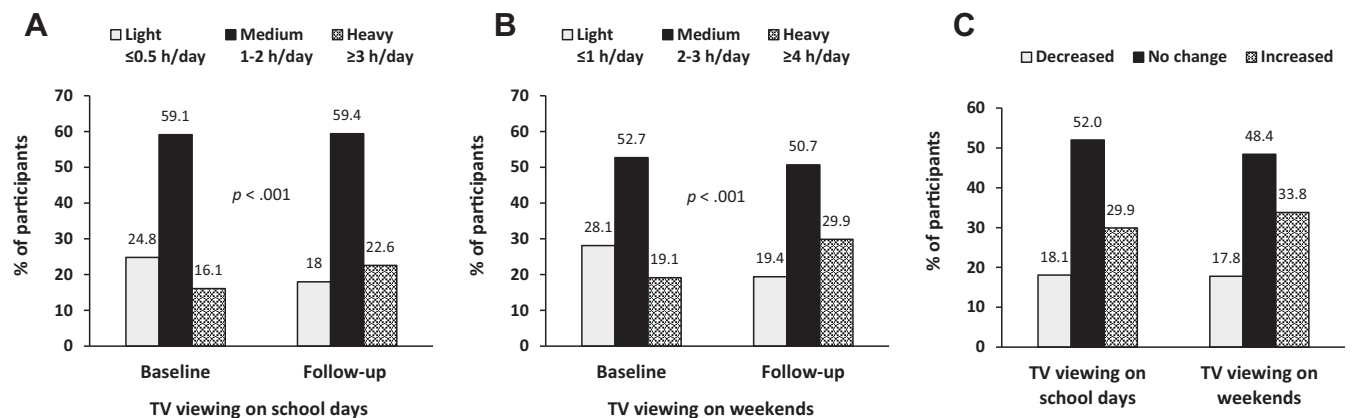 A
Light Medium Heavy
≤0.5 h/day 1-2 h/day ≥3 h/day
70
60
50
40
30
20
10
0
% of participants
24.8
59.1
16.1
p < .001
18
59.4
22.6
Baseline Follow-up
TV viewing on school days
B
Light Medium Heavy
≤1 h/day 2-3 h/day ≥4 h/day
70
60
50
40
30
20
10
0
% of participants
28.1
52.7
19.1
p < .001
19.4
50.7
29.9
Baseline Follow-up
TV viewing on weekends
C
Decreased No change Increased
60
50
40
30
20
10
0
% of participants
18.1
52.0
29.9
17.8
48.4
33.8
TV viewing on TV viewing on
school days weekends